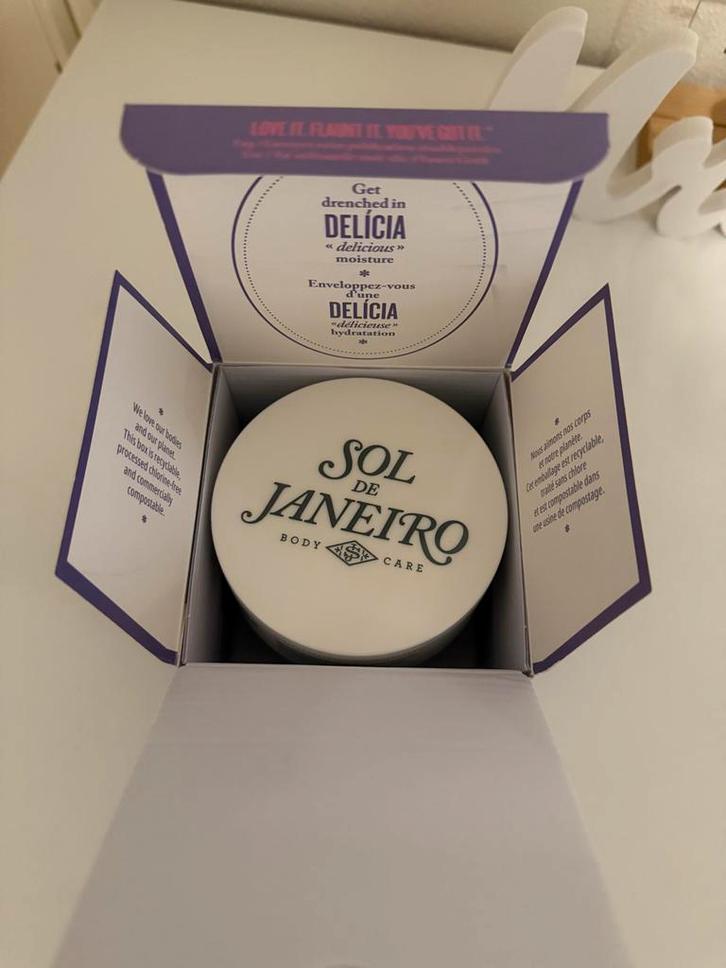 LOVE IT. FLAUNT IT. YOU'VE GOT IT.™
Get
drenched in
DELÍCIA
« delicious »
moisture
*
Enveloppez-vous
d'une
DELÍCIA
«délicieuse»
hydratation
*
*
We love our bodies
and our planet.
This box is recyclable,
processed chlorine-free
and commercially
compostable.
*
*
Nous aimons nos corps
et notre planète.
Cet emballage est recyclable,
traité sans chlore
et est compostable dans
une usine de compostage.
*
SOL
DE
JANEIRO
BODY CARE